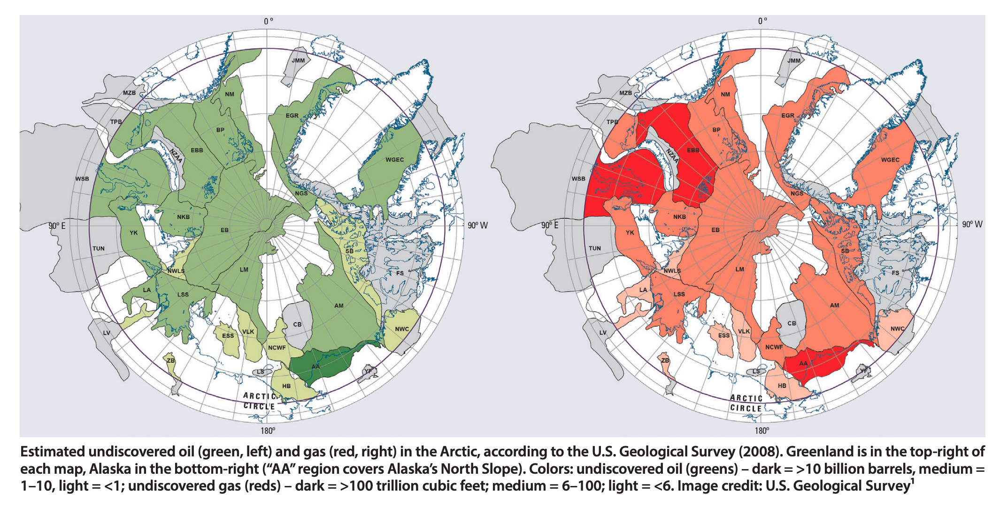 0°
JMM
MZB
NM
TPB
EGR
BP
NZAA
EBB
WGEC
WSB
NGS
NKB
90° E
EB
90° W
YK
TUN
SB
LM
NWLS
FS
LA
LSS
AM
CB
NWC
LV
ESS
VLK
NCWF
ZB
AA
LS
YF
HB
ARCTIC
CIRCLE
180°
0°
JMM
MZB
NM
TPB
EGR
BP
NZAA
EBB
WGEC
WSB
NGS
NKB
90° E
EB
90° W
YK
TUN
SB
LM
NWLS
FS
LA
LSS
AM
CB
NWC
LV
ESS
VLK
NCWF
ZB
AA
LS
YF
HB
ARCTIC
CIRCLE
180°
Estimated undiscovered oil (green, left) and gas (red, right) in the Arctic, according to the U.S. Geological Survey (2008). Greenland is in the top-right of
each map, Alaska in the bottom-right (“AA” region covers Alaska’s North Slope). Colors: undiscovered oil (greens) – dark = >10 billion barrels, medium =
1–10, light = <1; undiscovered gas (reds) – dark = >100 trillion cubic feet; medium = 6–100; light = <6. Image credit: U.S. Geological Survey¹